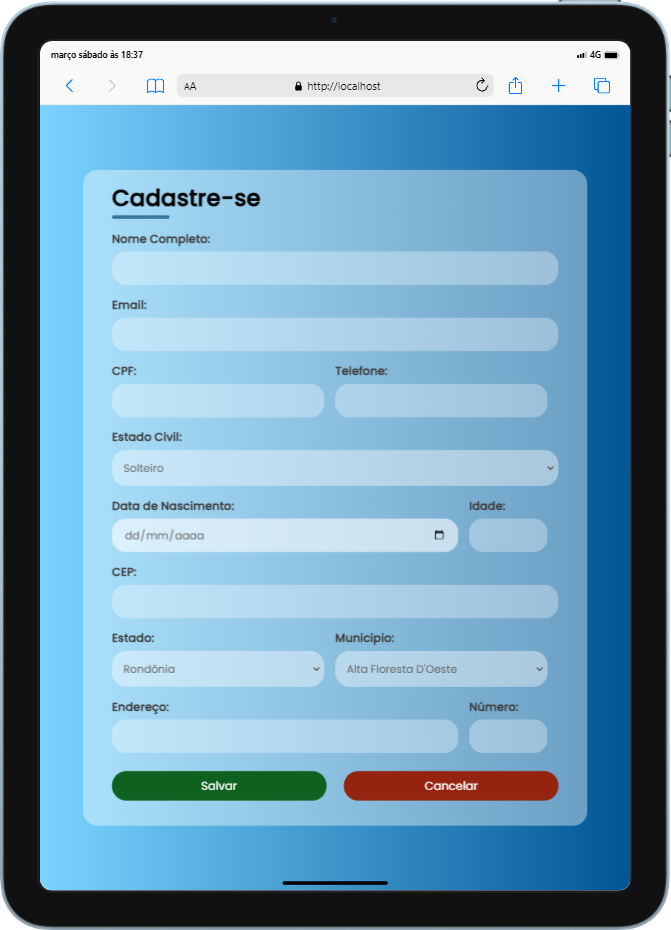 março sábado às 18:37
4G
AA
http://localhost
Cadastre-se
Nome Completo:
Email:
CPF: Telefone:
Estado Civil:
Solteiro
Data de Nascimento: Idade:
dd/mm/aaaa
CEP:
Estado: Municipio:
Rondônia Alta Floresta D'Oeste
Endereço: Número:
Salvar Cancelar